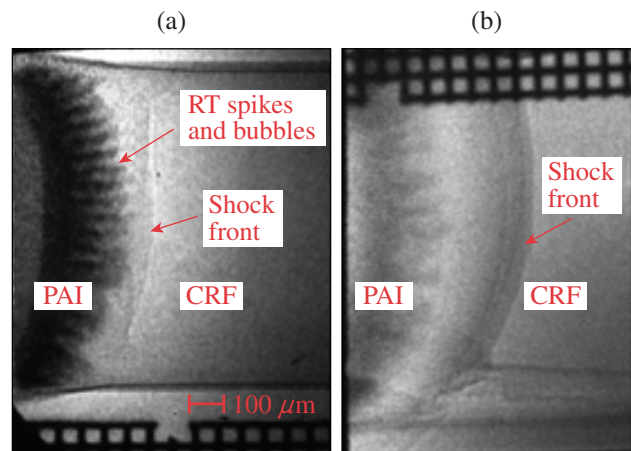 (a)
(b)
RT spikes
and bubbles
Shock
front
PAI
CRF
100 μm
Shock
front
PAI
CRF